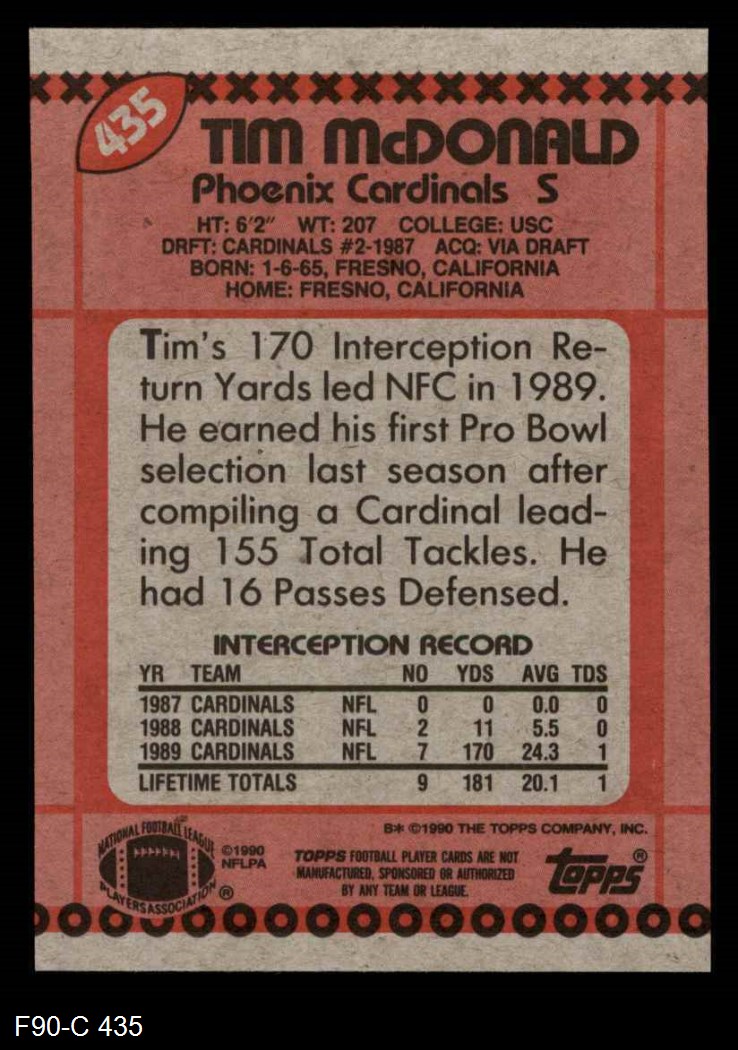 435
TIM McDONALD
Phoenix Cardinals S
HT: 6'2" WT: 207 COLLEGE: USC
DRFT: CARDINALS #2-1987 ACQ: VIA DRAFT
BORN: 1-6-65, FRESNO, CALIFORNIA
HOME: FRESNO, CALIFORNIA
Tim's 170 Interception Re-
turn Yards led NFC in 1989.
He earned his first Pro Bowl
selection last season after
compiling a Cardinal lead-
ing 155 Total Tackles. He
had 16 Passes Defensed.
INTERCEPTION RECORD
YR TEAM NO YDS AVG TDS
1987 CARDINALS NFL 0 0 0.0 0
1988 CARDINALS NFL 2 11 5.5 0
1989 CARDINALS NFL 7 170 24.3 1
LIFETIME TOTALS 9 181 20.1 1
B* ©1990 THE TOPPS COMPANY, INC.
NATIONAL FOOTBALL LEAGUE
PLAYERS ASSOCIATION ®
©1990
NFLPA
TOPPS FOOTBALL PLAYER CARDS ARE NOT
MANUFACTURED, SPONSORED OR AUTHORIZED
BY ANY TEAM OR LEAGUE.
topps®
F90-C 435